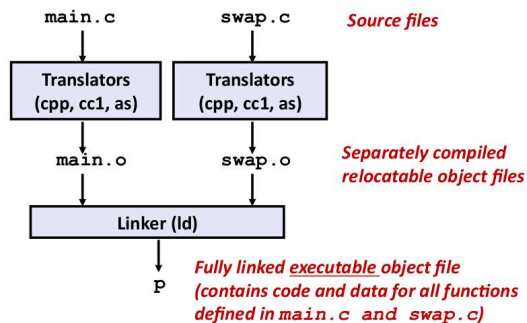 main.c
swap.c
Source files
Translators
(cpp, cc1, as)
Translators
(cpp, cc1, as)
main.o
swap.o
Separately compiled
relocatable object files
Linker (ld)
p
Fully linked executable object file
(contains code and data for all functions
defined in main.c and swap.c)